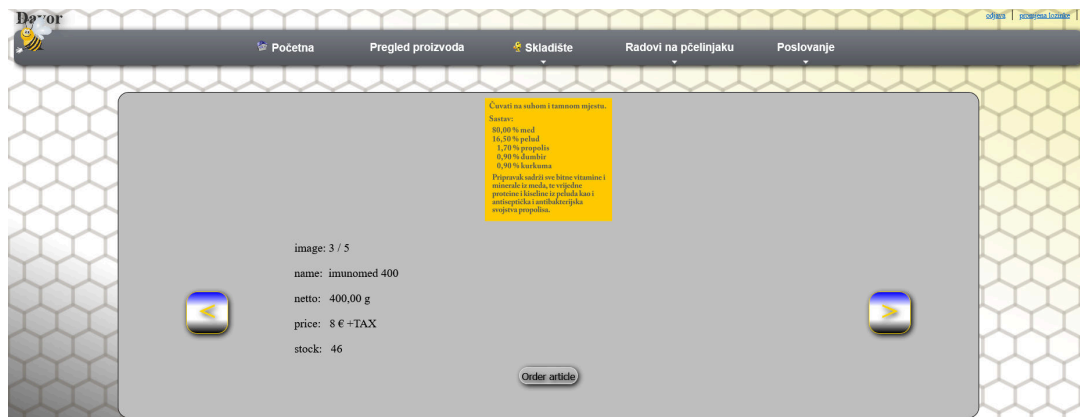 Davor
odjava
promjena lozinke
Početna
Pregled proizvoda
Skladište
Radovi na pčelinjaku
Poslovanje
Čuvati na suhom i tamnom mjestu.
Sastav:
80,00 % med
16,50 % pelud
1,70 % propolis
0,90 % đumbir
0,90 % kurkuma
Pripravak sadrži sve bitne vitamine i
minerale iz meda, te vrijedne
proteine i kiseline iz peluda kao i
antiseptička i antibakterijska
svojstva propolisa.
image: 3 / 5
name: imunomed 400
netto: 400,00 g
<
>
price: 8 € +TAX
stock: 46
Order article